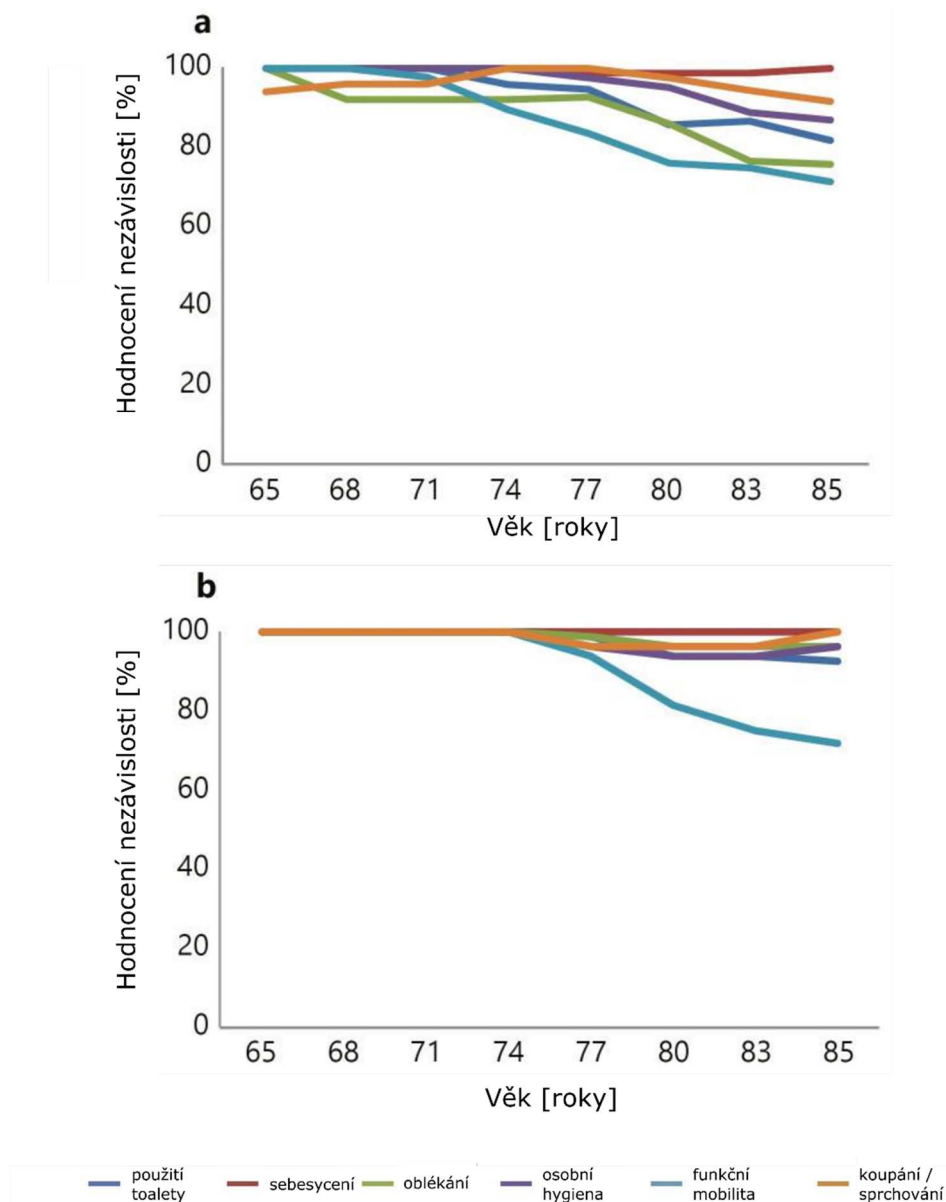 a
Hodnocení nezávislosti [%]
100
80
60
40
20
0
65 68 71 74 77 80 83 85
Věk [roky]
b
Hodnocení nezávislosti [%]
100
80
60
40
20
0
65 68 71 74 77 80 83 85
Věk [roky]
použití
toalety
sebesycení
oblékání
osobní
hygiena
funkční
mobilita
koupání /
sprchování